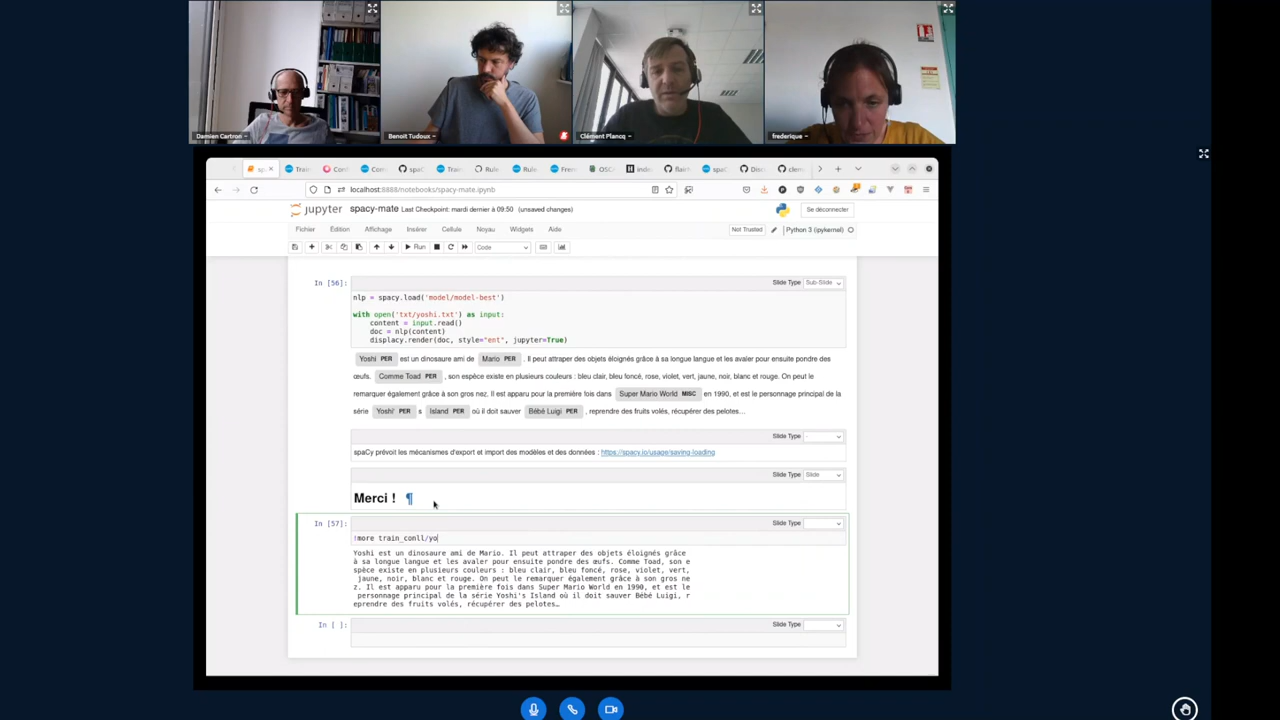 Damien Cartron
Benoit Tudoux
Clément Plancq
frederique
Trai
Con
Cor
spaC
Train
Rule
Rule
Free
OSC
inde
flair
spaC
Dis
clem
localhost:8888/notebooks/spacy-mate.ipynb
jupyter spacy-mate Last Checkpoint: mardi dernier à 09:50 (unsaved changes)
Se déconnecter
Fichier Édition Affichage Insérer Cellule Noyau Widgets Aide
Not Trusted
Python 3 (ipykernel)
Run
Code
Slide Type Sub-Slide
In [56]:
nlp = spacy.load('model/model-best')
with open('txt/yoshi.txt') as input:
content = input.read()
doc = nlp(content)
displacy.render(doc, style="ent", jupyter=True)
Yoshi PER est un dinosaure ami de Mario PER . Il peut attraper des objets éloignés grâce à sa longue langue et les avaler pour ensuite pondre des
œufs. Comme Toad PER , son espèce existe en plusieurs couleurs : bleu clair, bleu foncé, rose, violet, vert, jaune, noir, blanc et rouge. On peut le
remarquer également grâce à son gros nez. Il est apparu pour la première fois dans Super Mario World MISC en 1990, et est le personnage principal de la
série Yoshi' PER s Island PER où il doit sauver Bébé Luigi PER , reprendre des fruits volés, récupérer des pelotes...
Slide Type -
spaCy prévoit les mécanismes d'export et import des modèles et des données : https://spacy.io/usage/saving-loading
Slide Type Slide
Merci ! ¶
Slide Type
In [57]:
!more train_conll/yo
Yoshi est un dinosaure ami de Mario. Il peut attraper des objets éloignés grâce
à sa longue langue et les avaler pour ensuite pondre des œufs. Comme Toad, son e
spèce existe en plusieurs couleurs : bleu clair, bleu foncé, rose, violet, vert,
jaune, noir, blanc et rouge. On peut le remarquer également grâce à son gros ne
z. Il est apparu pour la première fois dans Super Mario World en 1990, et est le
personnage principal de la série Yoshi's Island où il doit sauver Bébé Luigi, r
eprendre des fruits volés, récupérer des pelotes…
Slide Type
In [ ]: